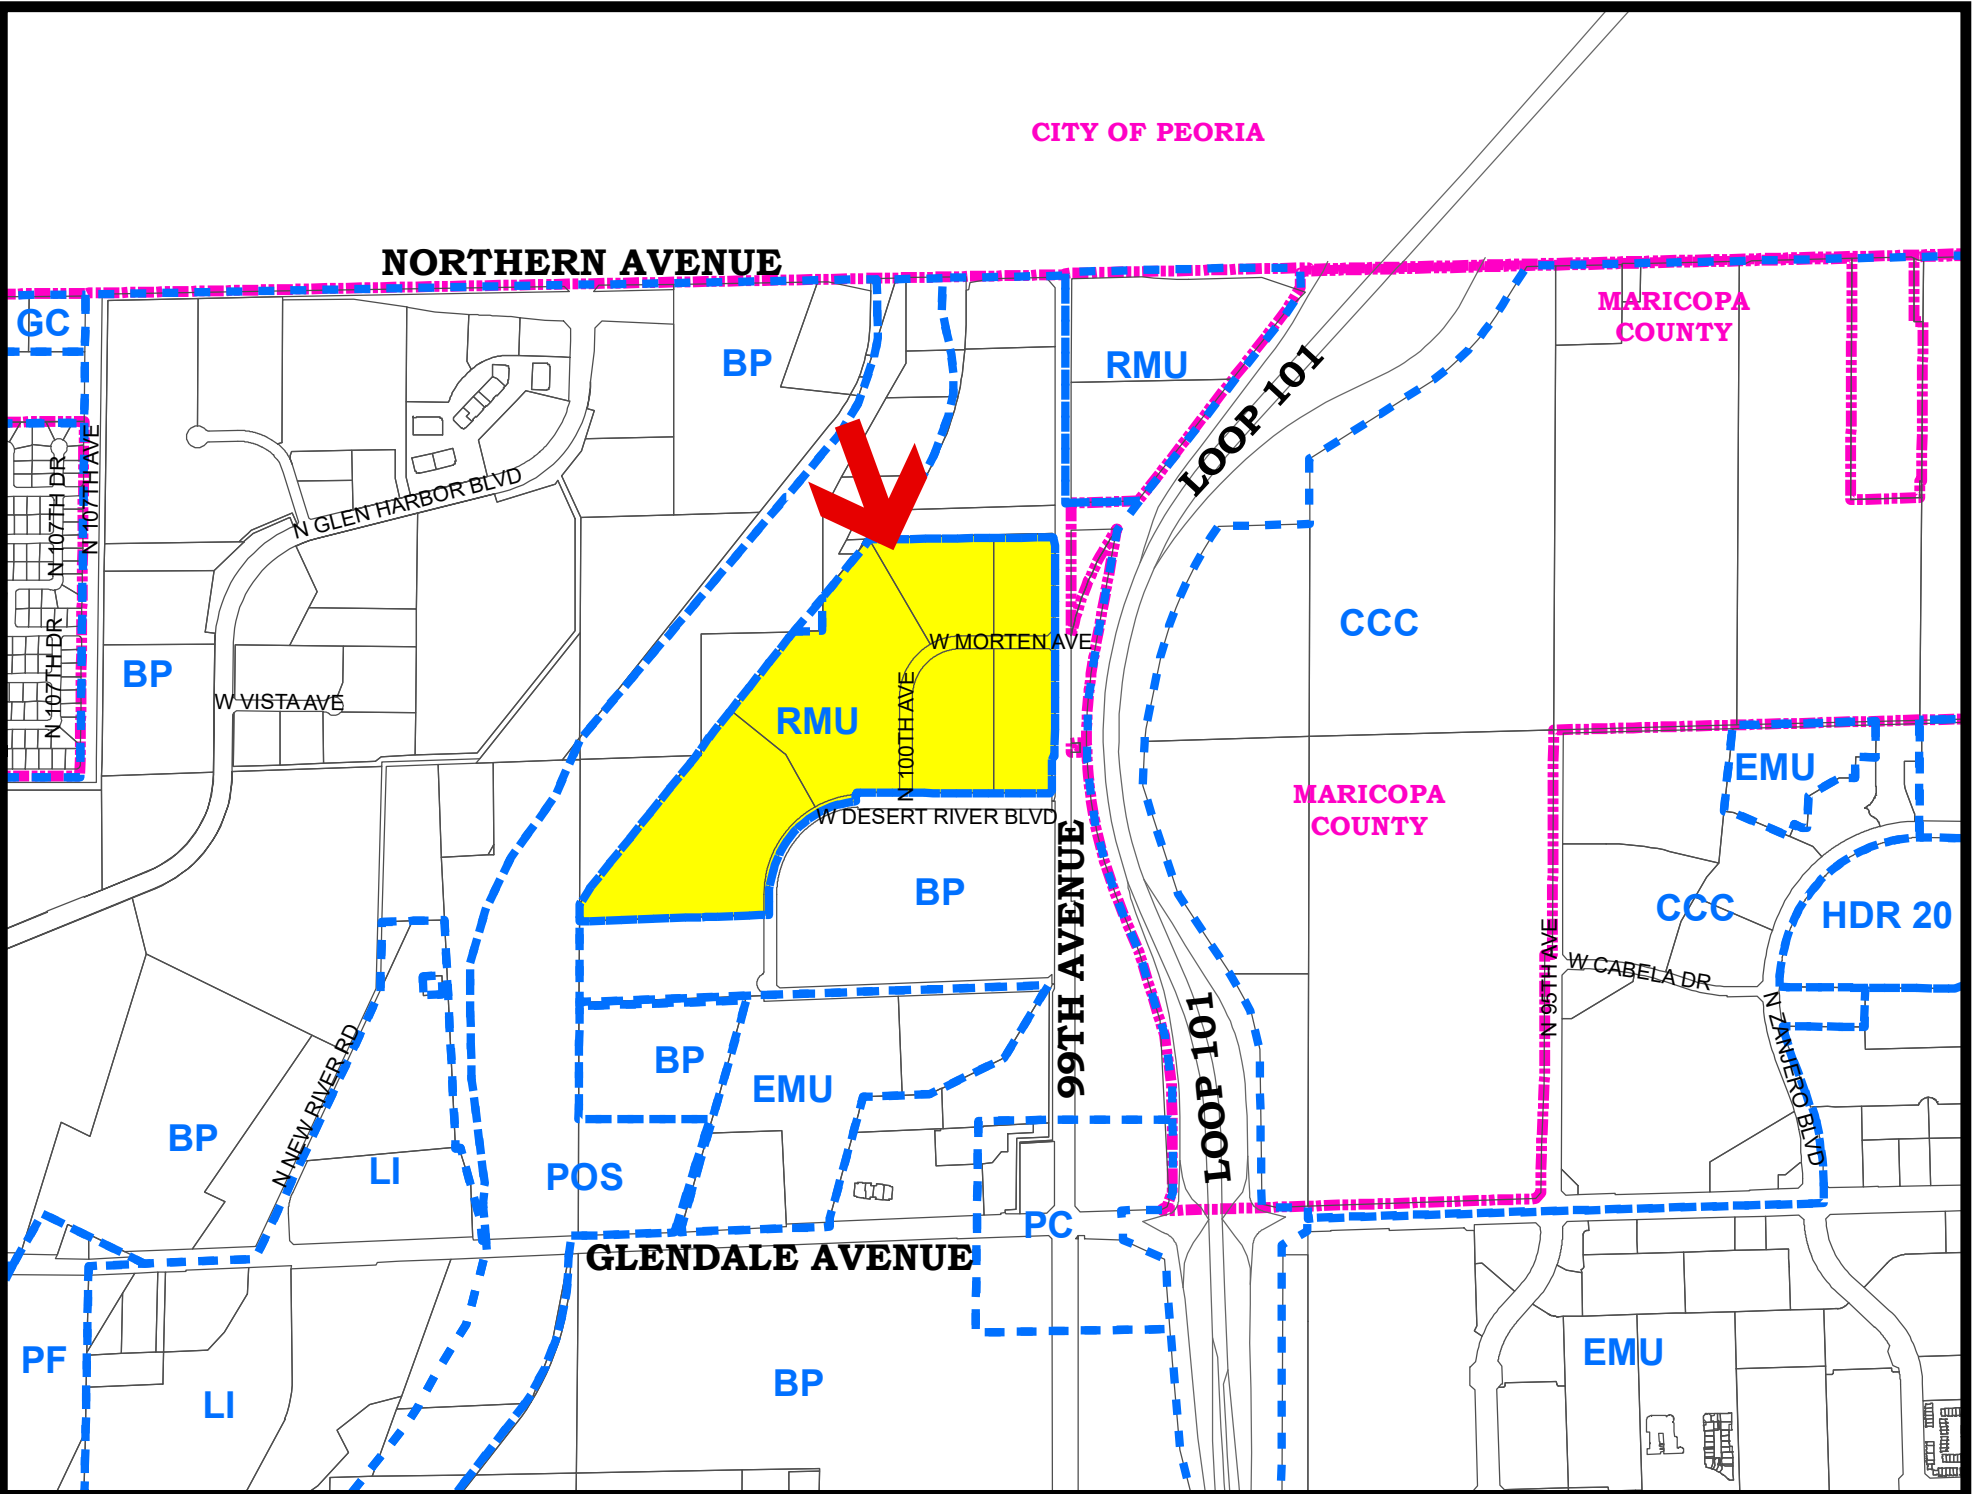 CITY OF PEORIA
NORTHERN AVENUE
MARICOPA
COUNTY
GC
BP
RMU
LOOP 101
N 107TH DR
N 107TH AVE
N GLEN HARBOR BLVD
CCC
W MORTEN AVE
N 107TH DR
BP
W VISTA AVE
RMU
N 100TH AVE
EMU
MARICOPA
COUNTY
W DESERT RIVER BLVD
BP
99TH AVENUE
CCC
HDR 20
N 95TH AVE
W CABELA DR
N ZANJERO BLVD
LOOP 101
N NEW RIVER RD
BP
EMU
BP
LI
POS
PC
GLENDALE AVENUE
PF
LI
BP
EMU